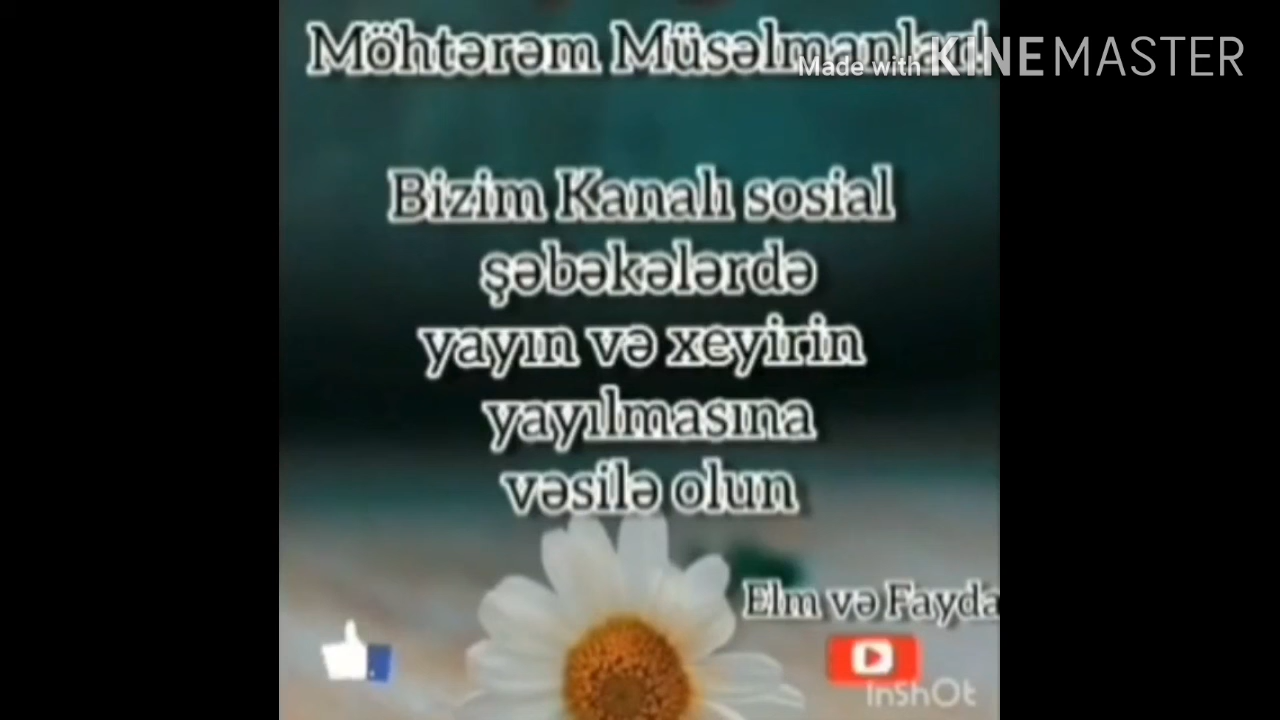 Möhtərəm Müsəlmanlar!
Made with KINEMASTER
Bizim Kanalı sosial
şəbəkələrdə
yayın və xeyirin
yayılmasına
vəsilə olun
Elm və Fayda
InShOt